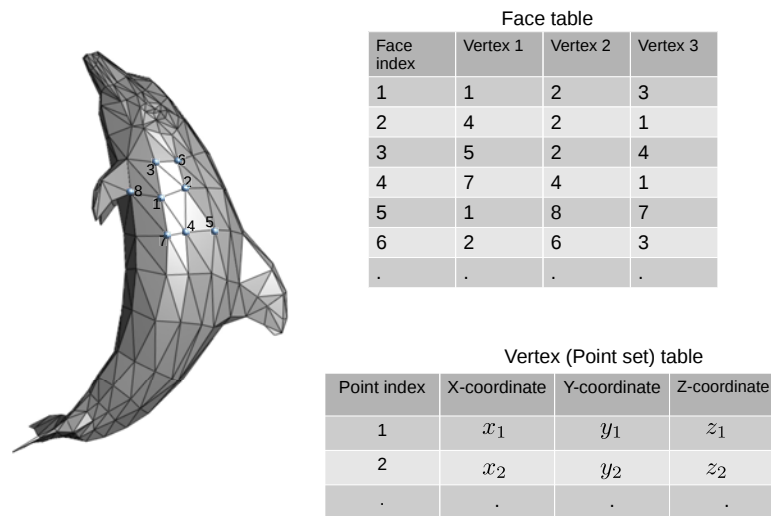 Face table
Face index Vertex 1 Vertex 2 Vertex 3
1 1 2 3
2 4 2 1
3 5 2 4
4 7 4 1
5 1 8 7
6 2 6 3
. . . .
3 6
8 2
1
7 4 5
Vertex (Point set) table
Point index X-coordinate Y-coordinate Z-coordinate
1 x₁ y₁ z₁
2 x₂ y₂ z₂
. . . .